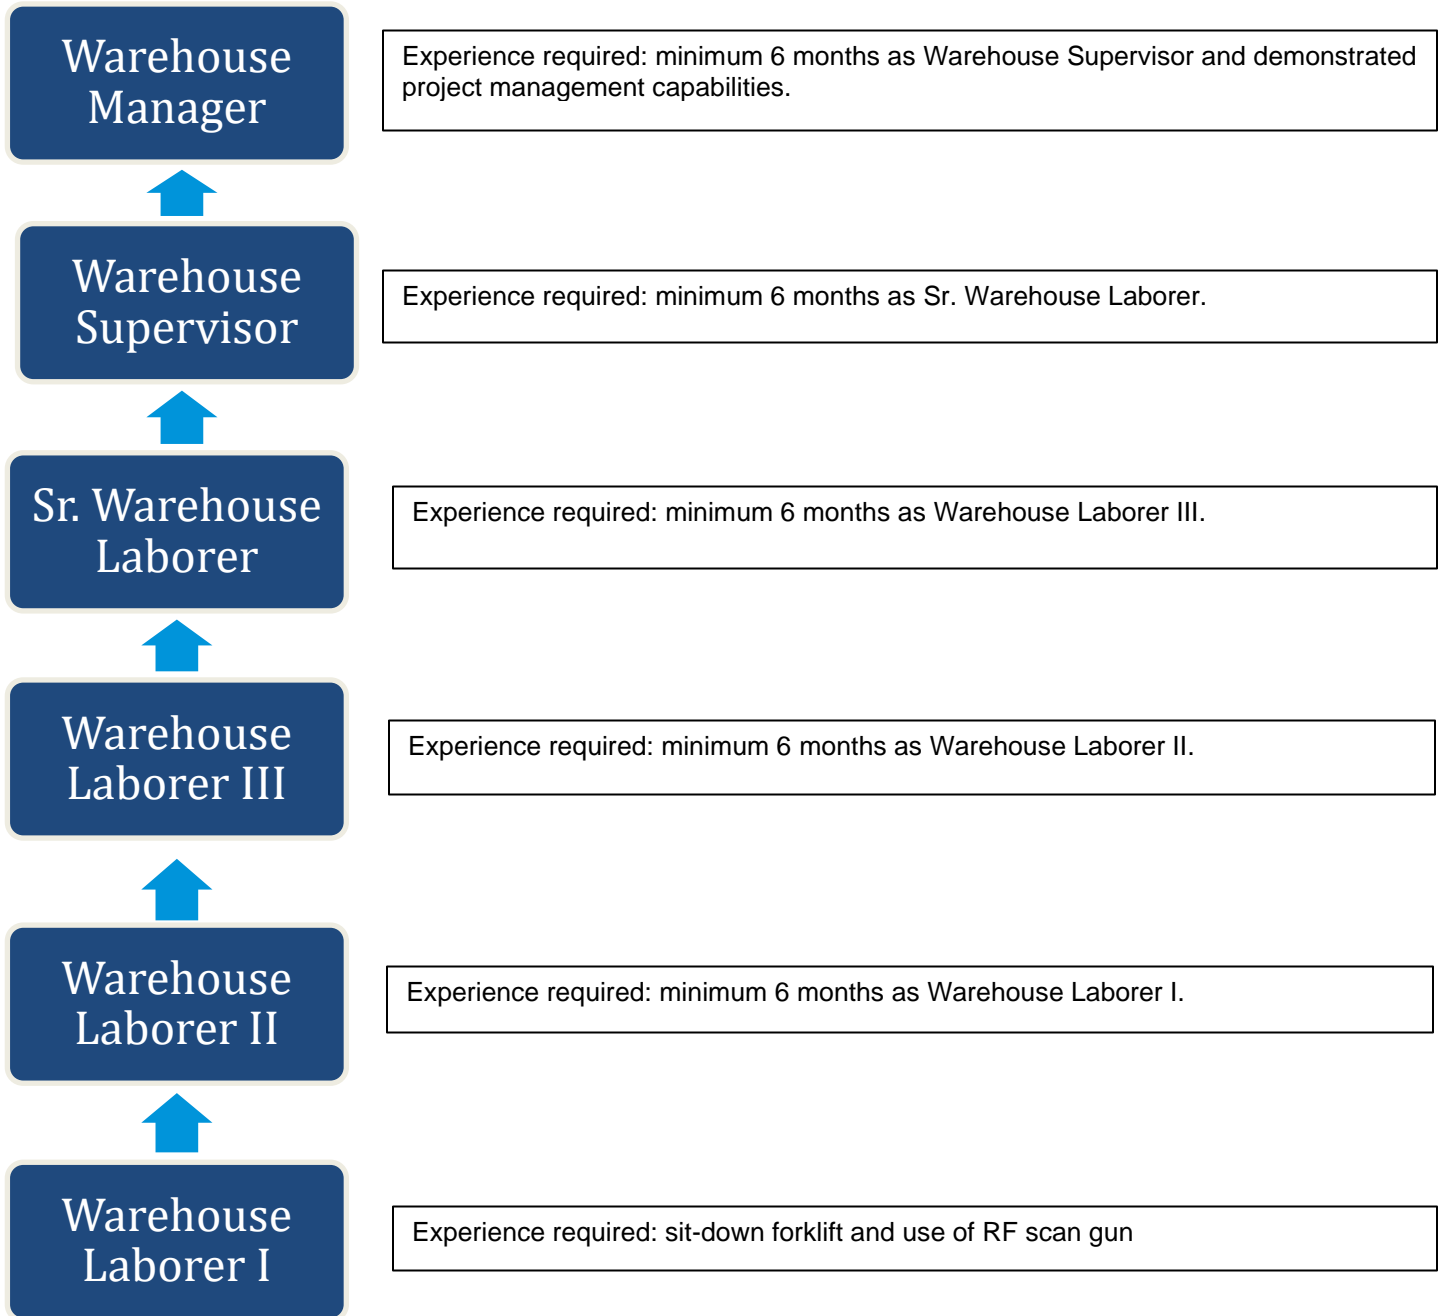 Warehouse
Manager
Experience required: minimum 6 months as Warehouse Supervisor and demonstrated
project management capabilities.
Warehouse
Supervisor
Experience required: minimum 6 months as Sr. Warehouse Laborer.
Sr. Warehouse
Laborer
Experience required: minimum 6 months as Warehouse Laborer III.
Warehouse
Laborer III
Experience required: minimum 6 months as Warehouse Laborer II.
Warehouse
Laborer II
Experience required: minimum 6 months as Warehouse Laborer I.
Warehouse
Laborer I
Experience required: sit-down forklift and use of RF scan gun